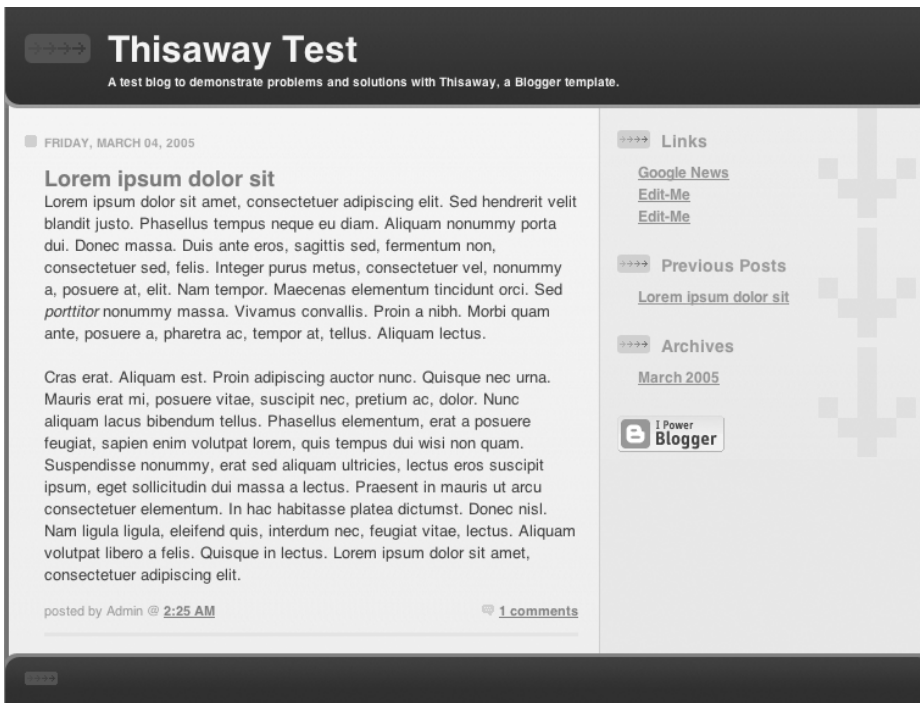 Thisaway Test
A test blog to demonstrate problems and solutions with Thisaway, a Blogger template.
FRIDAY, MARCH 04, 2005
Lorem ipsum dolor sit
Lorem ipsum dolor sit amet, consectetuer adipiscing elit. Sed hendrerit velit
blandit justo. Phasellus tempus neque eu diam. Aliquam nonummy porta
dui. Donec massa. Duis ante eros, sagittis sed, fermentum non,
consectetuer sed, felis. Integer purus metus, consectetuer vel, nonummy
a, posuere at, elit. Nam tempor. Maecenas elementum tincidunt orci. Sed
porttitor nonummy massa. Vivamus convallis. Proin a nibh. Morbi quam
ante, posuere a, pharetra ac, tempor at, tellus. Aliquam lectus.
Cras erat. Aliquam est. Proin adipiscing auctor nunc. Quisque nec urna.
Mauris erat mi, posuere vitae, suscipit nec, pretium ac, dolor. Nunc
aliquam lacus bibendum tellus. Phasellus elementum, erat a posuere
feugiat, sapien enim volutpat lorem, quis tempus dui wisi non quam.
Suspendisse nonummy, erat sed aliquam ultricies, lectus eros suscipit
ipsum, eget sollicitudin dui massa a lectus. Praesent in mauris ut arcu
consectetuer elementum. In hac habitasse platea dictumst. Donec nisl.
Nam ligula ligula, eleifend quis, interdum nec, feugiat vitae, lectus. Aliquam
volutpat libero a felis. Quisque in lectus. Lorem ipsum dolor sit amet,
consectetuer adipiscing elit.
posted by Admin @ 2:25 AM
1 comments
Links
Google News
Edit-Me
Edit-Me
Previous Posts
Lorem ipsum dolor sit
Archives
March 2005
I Power
Blogger